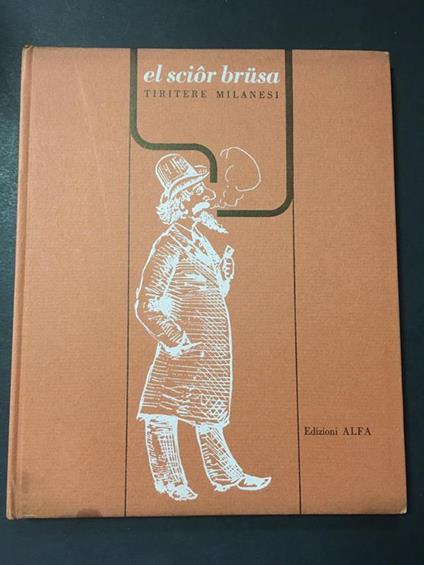 el sciôr brüsa
TIRITERE MILANESI
Edizioni ALFA